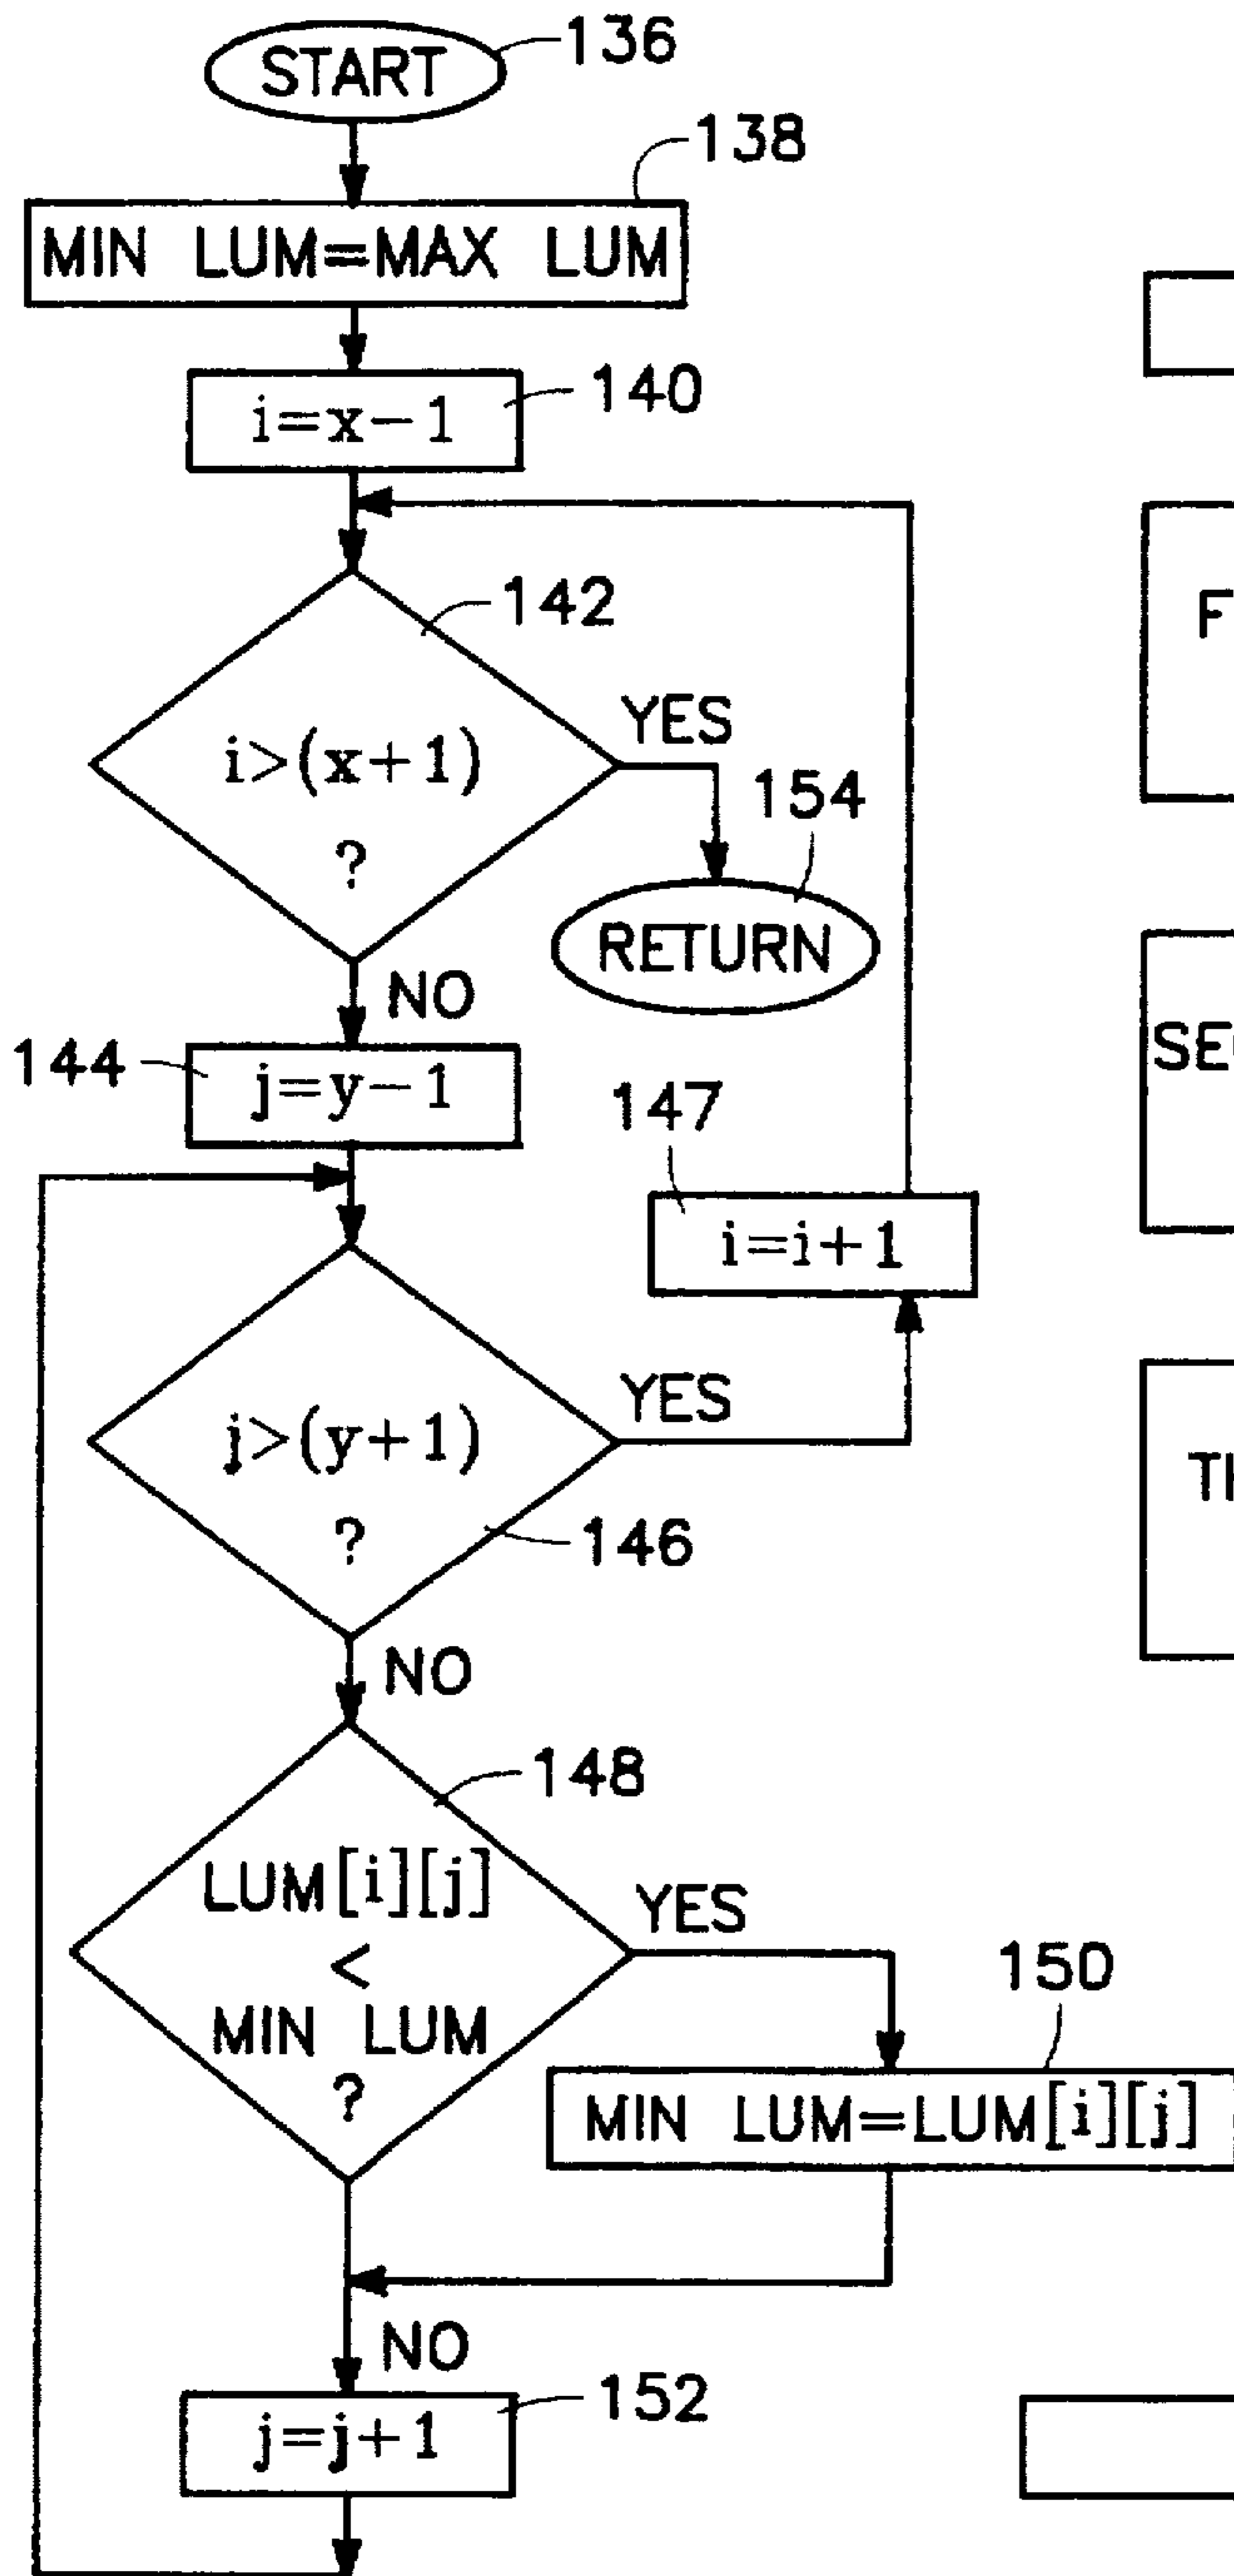 START
136
138
MIN LUM=MAX LUM
140
i=x-1
142
i>(x+1)
?
YES
154
RETURN
NO
144
j=y-1
147
i=i+1
j>(y+1)
?
YES
146
NO
148
LUM[i][j]
<
MIN LUM
?
YES
150
MIN LUM=LUM[i][j]
NO
152
j=j+1